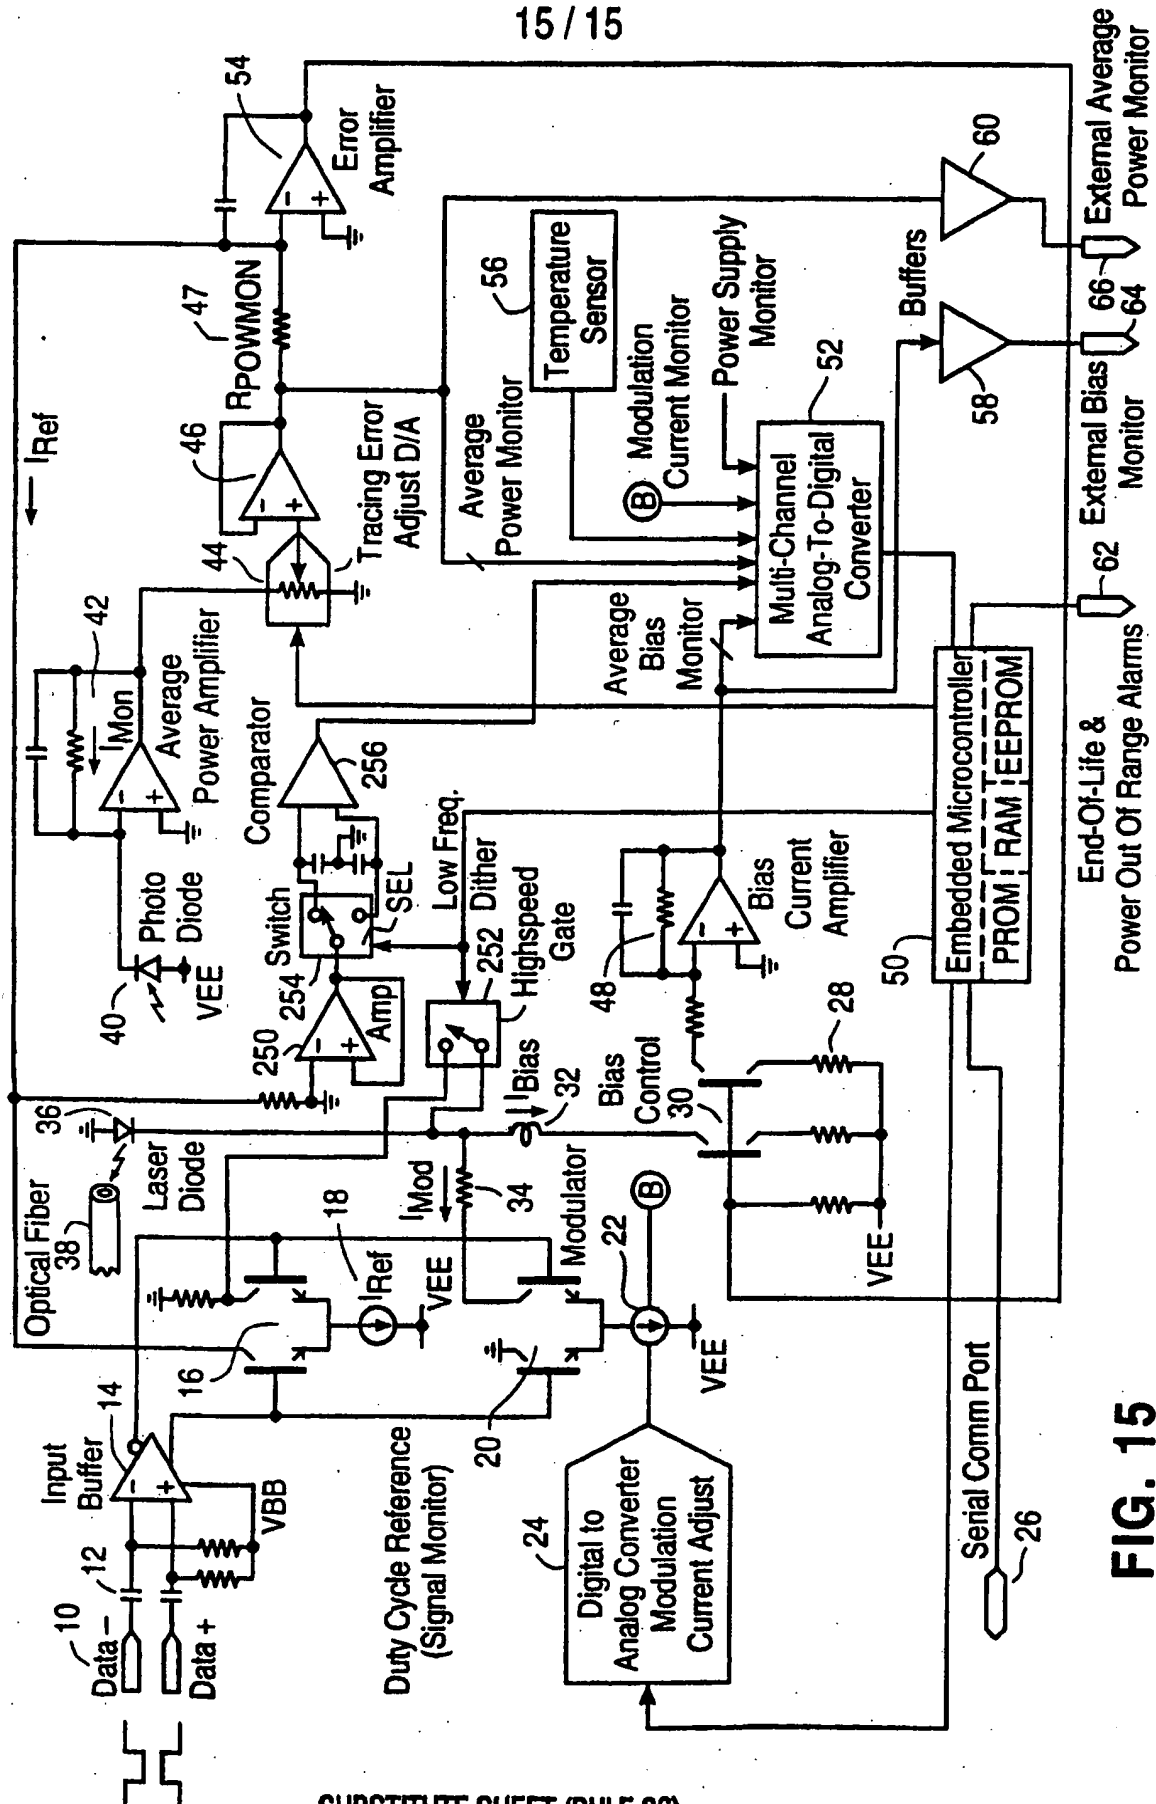 15 / 15
10
Data –
Data +
12
Input
Buffer
14
VBB
Optical Fiber
38
16
18
IRef
VEE
Laser
Diode
36
40
Photo
Diode
VEE
IRef
42
IMon
Average
Power Amplifier
44
46
RPOWMON
47
54
Error
Amplifier
Tracing Error
Adjust D/A
Comparator
256
Switch
SEL
254
250
Amp
Low Freq.
Dither
252
Highspeed
Gate
IBias
32
IMod
34
Modulator
20
Duty Cycle Reference
(Signal Monitor)
22
B
VEE
24
Digital to
Analog Converter
Modulation
Current Adjust
Bias
Control
30
28
VEE
48
Bias
Current
Amplifier
Average
Bias
Monitor
Average
Power Monitor
56
Temperature
Sensor
B
Modulation
Current Monitor
Power Supply
Monitor
52
Multi-Channel
Analog-To-Digital
Converter
Buffers
58
60
50
Embedded Microcontroller
PROM
RAM
EEPROM
Serial Comm Port
26
End-Of-Life &
Power Out Of Range Alarms
62
External Bias
Monitor
64
66
External Average
Power Monitor
FIG. 15